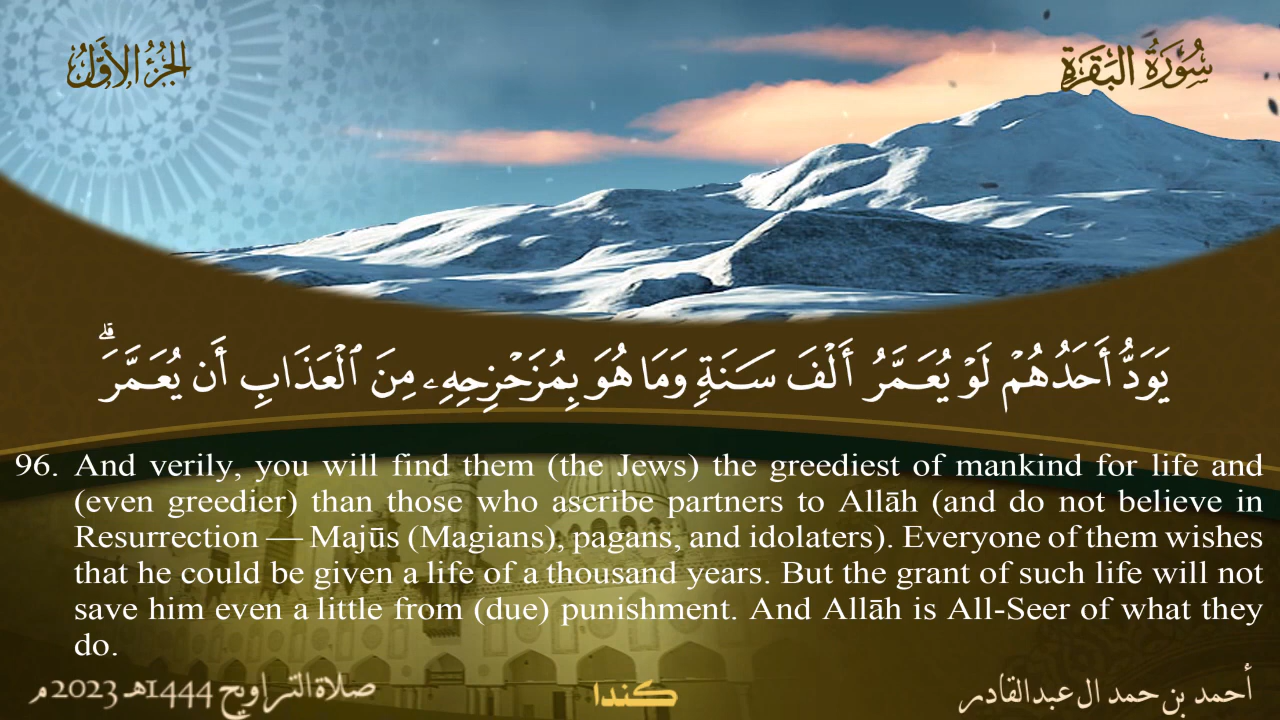 سُورَةُ البَقَرَةِ
الجُزْءُ الأَوَّلُ
يَوَدُّ أَحَدُهُمْ لَوْ يُعَمَّرُ أَلْفَ سَنَةٍ وَمَا هُوَ بِمُزَحْزِحِهِۦ مِنَ ٱلْعَذَابِ أَن يُعَمَّرَ ۗ
96. And verily, you will find them (the Jews) the greediest of mankind for life and
(even greedier) than those who ascribe partners to Allāh (and do not believe in
Resurrection — Majūs (Magians), pagans, and idolaters). Everyone of them wishes
that he could be given a life of a thousand years. But the grant of such life will not
save him even a little from (due) punishment. And Allāh is All-Seer of what they
do.
أحمد بن حمد ال عبدالقادر
كندا
صلاة التراويح 1444هـ 2023 م